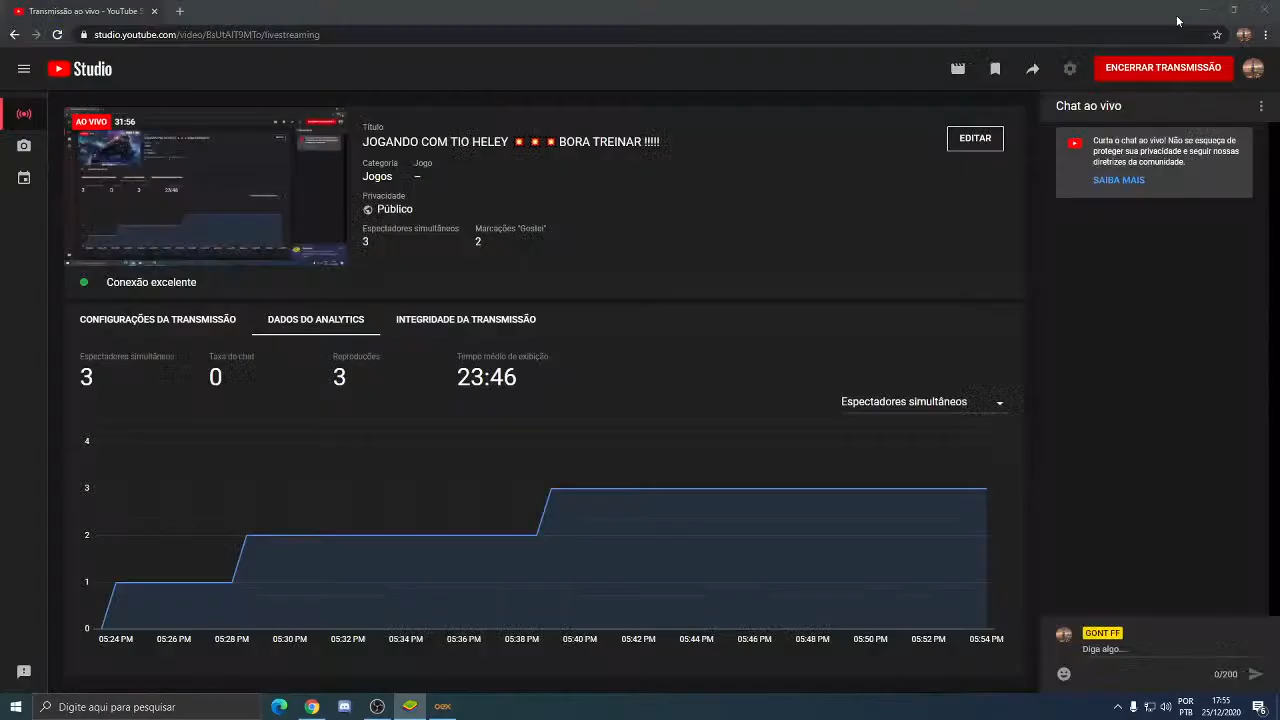 Transmissão ao vivo - YouTube S
studio.youtube.com/video/8sUtAlT9MTo/livestreaming
Studio
ENCERRAR TRANSMISSÃO
AO VIVO 31:56
Título
JOGANDO COM TIO HELEY 💥 💥 💥 BORA TREINAR !!!!!
EDITAR
Categoria Jogo
Jogos –
Privacidade
Público
Espectadores simultâneos Marcações "Gostei"
3 2
Conexão excelente
Chat ao vivo
Curta o chat ao vivo! Não se esqueça de
proteger sua privacidade e seguir nossas
diretrizes da comunidade.
SAIBA MAIS
CONFIGURAÇÕES DA TRANSMISSÃO DADOS DO ANALYTICS INTEGRIDADE DA TRANSMISSÃO
Espectadores simultâneos Taxa do chat Reproduções Tempo médio de exibição
3 0 3 23:46
Espectadores simultâneos
4
3
2
1
0
05:24 PM 05:26 PM 05:28 PM 05:30 PM 05:32 PM 05:34 PM 05:36 PM 05:38 PM 05:40 PM 05:42 PM 05:44 PM 05:46 PM 05:48 PM 05:50 PM 05:52 PM 05:54 PM
GONT FF
Diga algo...
0/200
Digite aqui para pesquisar
POR
PTB
17:55
25/12/2020